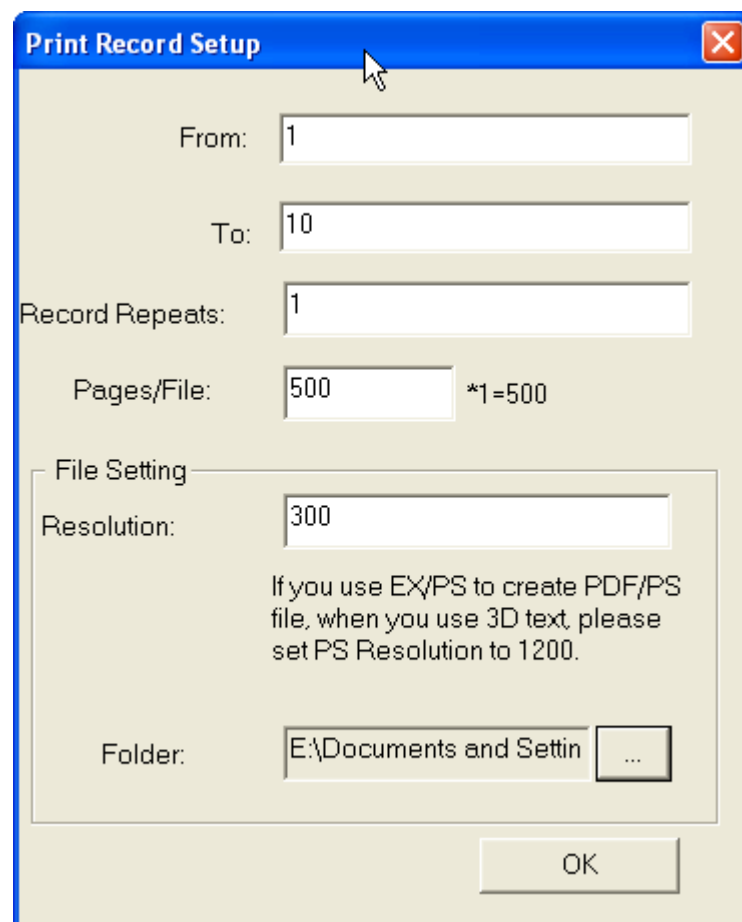 Print Record Setup
From: 1
To: 10
Record Repeats: 1
Pages/File: 500 *1=500
File Setting
Resolution: 300
If you use EX/PS to create PDF/PS
file, when you use 3D text, please
set PS Resolution to 1200.
Folder: E:\Documents and Settin ...
OK